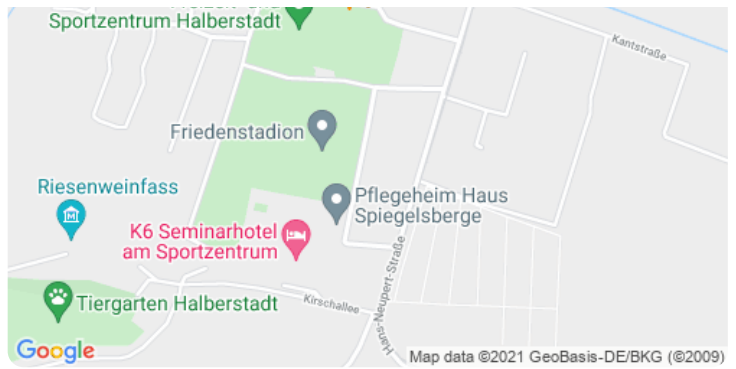 Sportzentrum Halberstadt
Kantstraße
Friedenstadion
Riesenweinfass
Pflegeheim Haus
Spiegelsberge
K6 Seminarhotel
am Sportzentrum
Tiergarten Halberstadt
Kirschallee
Hans-Neupert-Straße
Google
Map data ©2021 GeoBasis-DE/BKG (©2009)